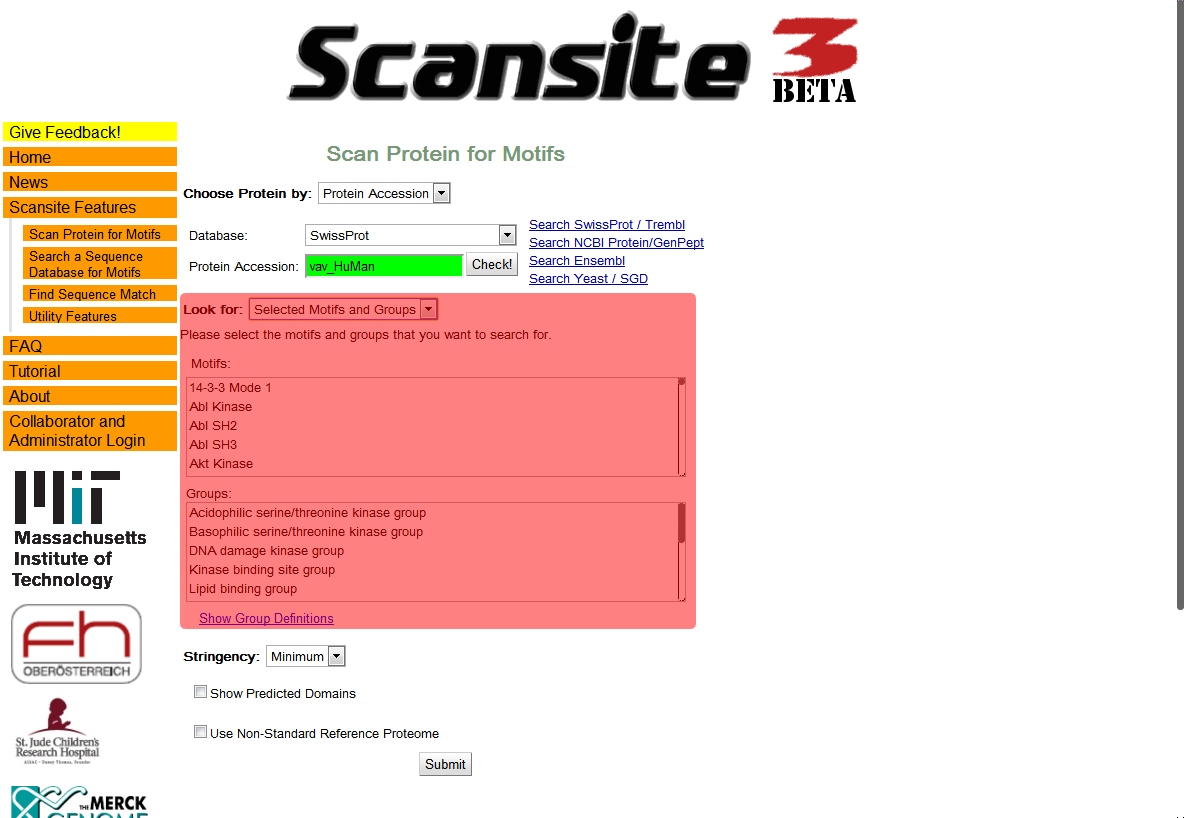 Scansite 3
BETA
Give Feedback!
Home
News
Scansite Features
Scan Protein for Motifs
Search a Sequence
Database for Motifs
Find Sequence Match
Utility Features
FAQ
Tutorial
About
Collaborator and
Administrator Login
MIT
Massachusetts
Institute of
Technology
fh
OBERÖSTERREICH
St. Jude Children's
Research Hospital
ALSAC • Danny Thomas, Founder
THE MERCK
GENOME
Scan Protein for Motifs
Choose Protein by: Protein Accession
Database: SwissProt
Protein Accession: vav_HuMan Check!
Search SwissProt / Trembl
Search NCBI Protein/GenPept
Search Ensembl
Search Yeast / SGD
Look for: Selected Motifs and Groups
Please select the motifs and groups that you want to search for.
Motifs:
14-3-3 Mode 1
Abl Kinase
Abl SH2
Abl SH3
Akt Kinase
Groups:
Acidophilic serine/threonine kinase group
Basophilic serine/threonine kinase group
DNA damage kinase group
Kinase binding site group
Lipid binding group
Show Group Definitions
Stringency: Minimum
Show Predicted Domains
Use Non-Standard Reference Proteome
Submit